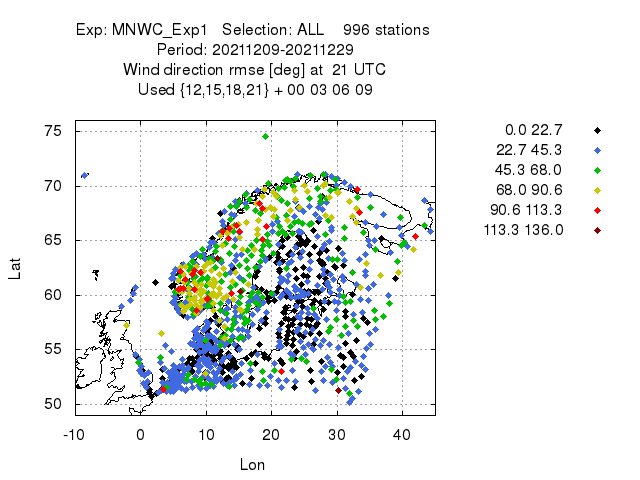 Exp: MNWC_Exp1 Selection: ALL 996 stations
Period: 20211209-20211229
Wind direction rmse [deg] at 21 UTC
Used {12,15,18,21} + 00 03 06 09
0.0 22.7
22.7 45.3
45.3 68.0
68.0 90.6
90.6 113.3
113.3 136.0
75
70
65
60
55
50
Lat
-10 0 10 20 30 40
Lon